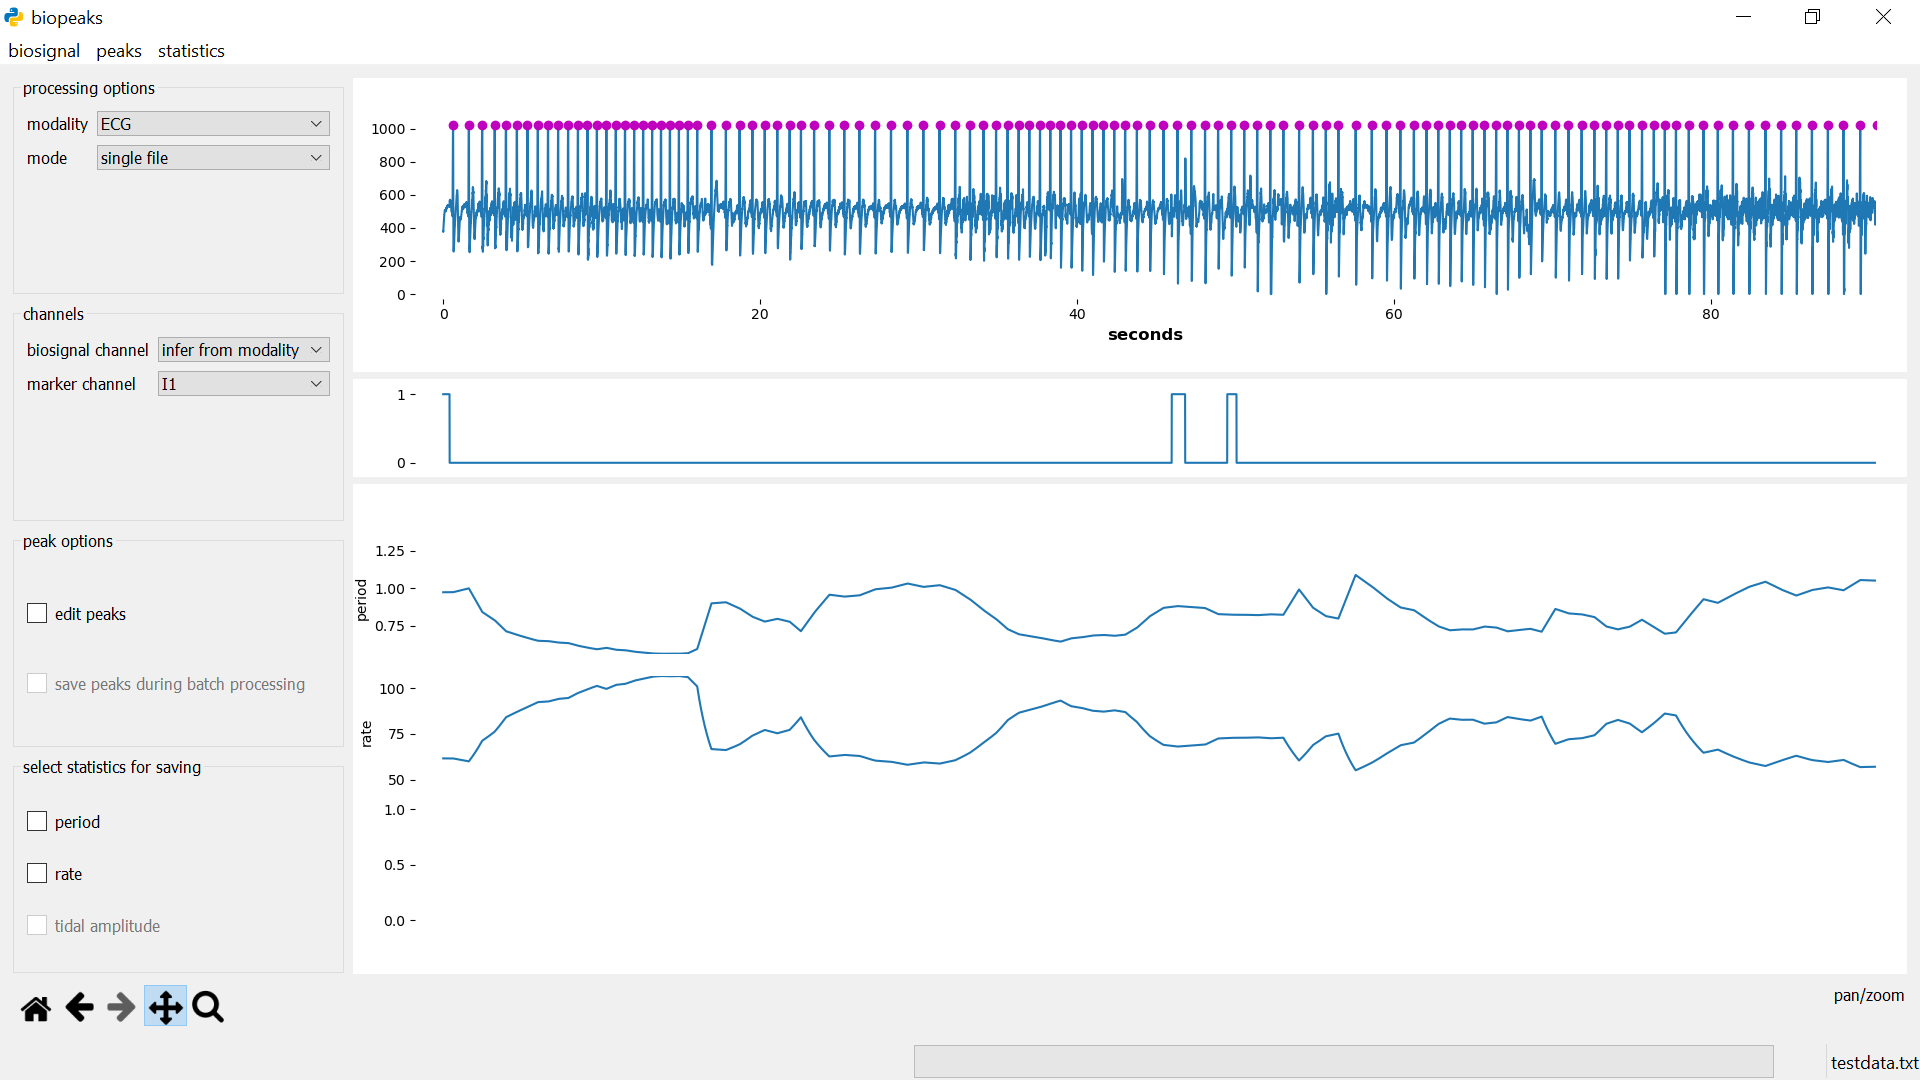 biopeaks
biosignal peaks statistics
processing options
modality ECG
mode single file
channels
biosignal channel infer from modality
marker channel I1
peak options
edit peaks
save peaks during batch processing
select statistics for saving
period
rate
tidal amplitude
1000
800
600
400
200
0
0 20 40 60 80
seconds
1
0
period
1.25
1.00
0.75
rate
100
75
50
1.0
0.5
0.0
pan/zoom
testdata.txt